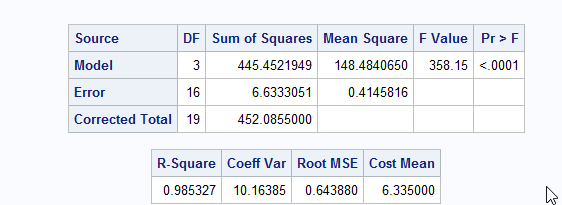 Source DF Sum of Squares Mean Square F Value Pr > F
Model 3 445.4521949 148.4840650 358.15 <.0001
Error 16 6.6333051 0.4145816
Corrected Total 19 452.0855000
R-Square Coeff Var Root MSE Cost Mean
0.985327 10.16385 0.643880 6.335000